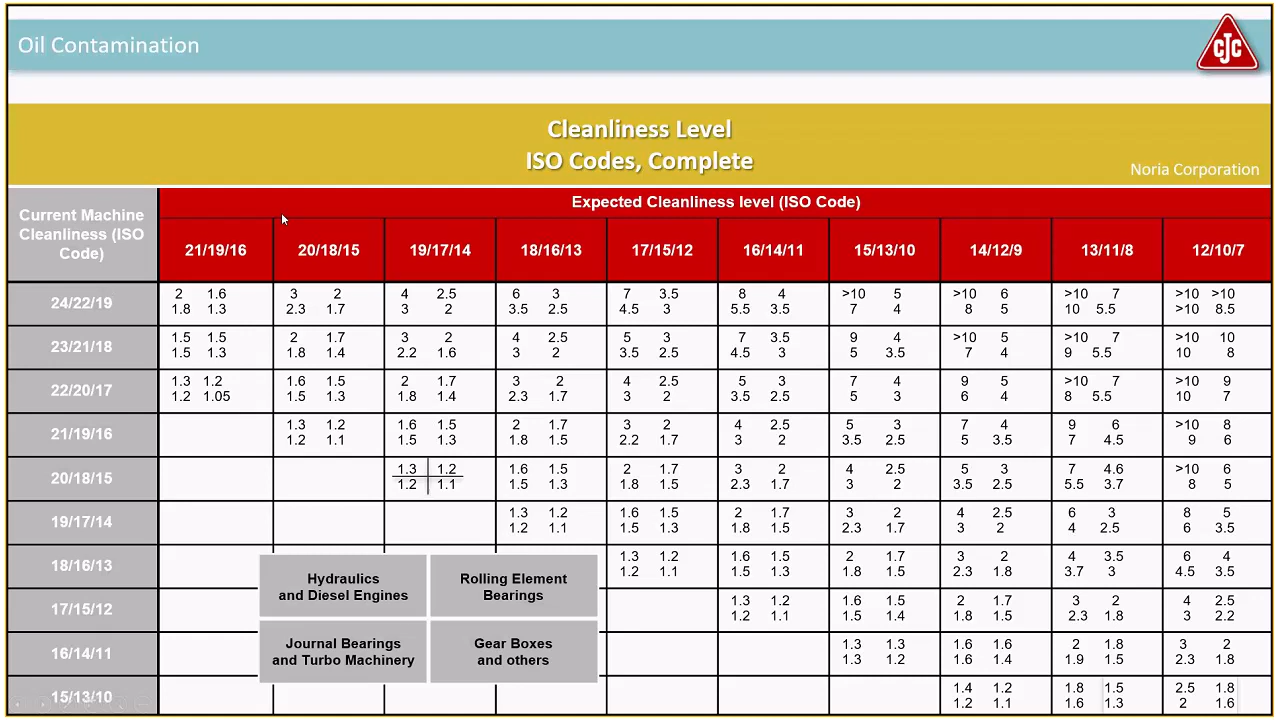 Oil Contamination
CJC
Cleanliness Level
ISO Codes, Complete
Noria Corporation
Current Machine
Cleanliness (ISO
Code)
Expected Cleanliness level (ISO Code)
21/19/16 20/18/15 19/17/14 18/16/13 17/15/12 16/14/11 15/13/10 14/12/9 13/11/8 12/10/7
24/22/19
2 1.6 3 2 4 2.5 6 3 7 3.5 8 4 >10 5 >10 6 >10 7 >10 >10
1.8 1.3 2.3 1.7 3 2 3.5 2.5 4.5 3 5.5 3.5 7 4 8 5 10 5.5 >10 8.5
23/21/18
1.5 1.5 2 1.7 3 2 4 2.5 5 3 7 3.5 9 4 >10 5 >10 7 >10 10
1.5 1.3 1.8 1.4 2.2 1.6 3 2 3.5 2.5 4.5 3 5 3.5 7 4 9 5.5 10 8
22/20/17
1.3 1.2 1.6 1.5 2 1.7 3 2 4 2.5 5 3 7 4 9 5 >10 7 >10 9
1.2 1.05 1.5 1.3 1.8 1.4 2.3 1.7 3 2 3.5 2.5 5 3 6 4 8 5.5 10 7
21/19/16
1.3 1.2 1.6 1.5 2 1.7 3 2 4 2.5 5 3 7 4 9 6 >10 8
1.2 1.1 1.5 1.3 1.8 1.5 2.2 1.7 3 2 3.5 2.5 5 3.5 7 4.5 9 6
20/18/15
1.3 1.2 1.6 1.5 2 1.7 3 2 4 2.5 5 3 7 4.6 >10 6
1.2 1.1 1.5 1.3 1.8 1.5 2.3 1.7 3 2 3.5 2.5 5.5 3.7 8 5
19/17/14
1.3 1.2 1.6 1.5 2 1.7 3 2 4 2.5 6 3 8 5
1.2 1.1 1.5 1.3 1.8 1.5 2.3 1.7 3 2 4 2.5 6 3.5
18/16/13
1.3 1.2 1.6 1.5 2 1.7 3 2 4 3.5 6 4
1.2 1.1 1.5 1.3 1.8 1.5 2.3 1.8 3.7 3 4.5 3.5
17/15/12
1.3 1.2 1.6 1.5 2 1.7 3 2 4 2.5
1.2 1.1 1.5 1.4 1.8 1.5 2.3 1.8 3 2.2
16/14/11
1.3 1.3 1.6 1.6 2 1.8 3 2
1.3 1.2 1.6 1.4 1.9 1.5 2.3 1.8
15/13/10
1.4 1.2 1.8 1.5 2.5 1.8
1.2 1.1 1.6 1.3 2 1.6
Hydraulics
and Diesel Engines
Rolling Element
Bearings
Journal Bearings
and Turbo Machinery
Gear Boxes
and others